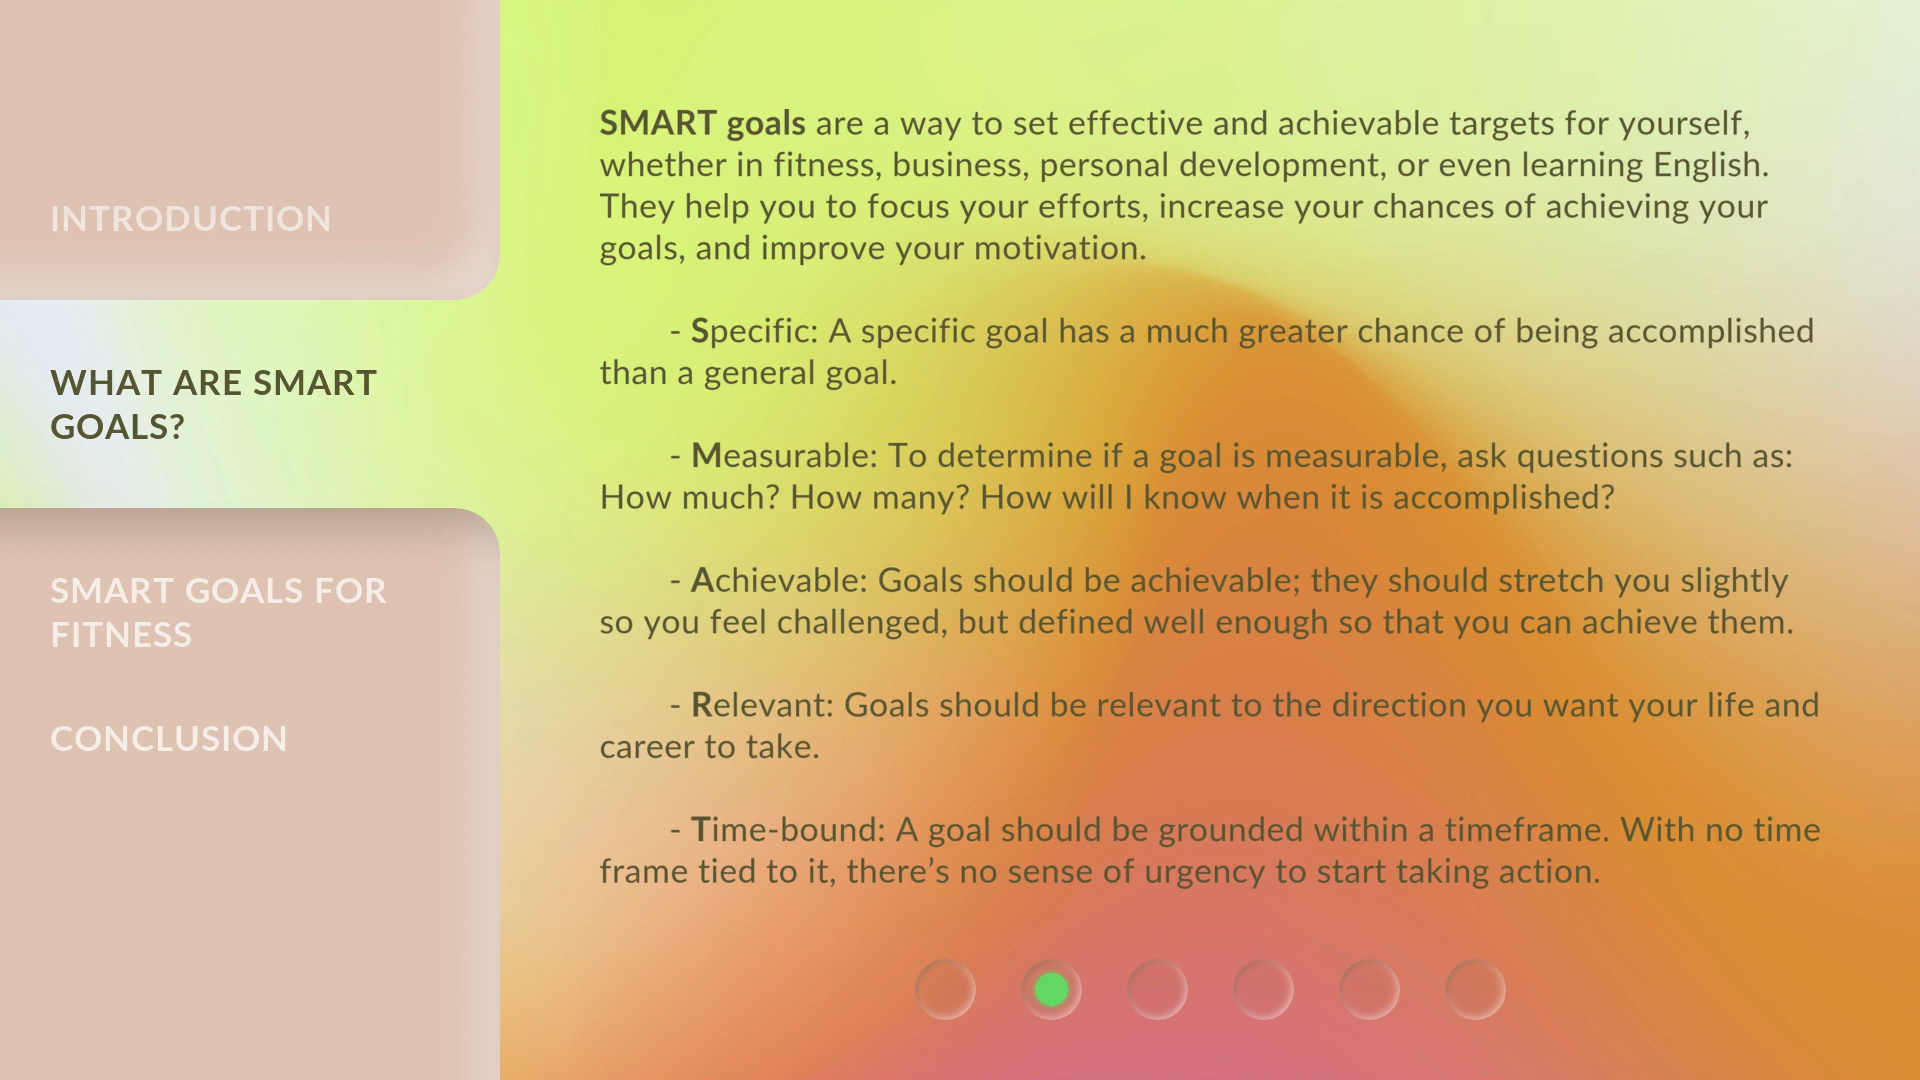 INTRODUCTION
WHAT ARE SMART
GOALS?
SMART GOALS FOR
FITNESS
CONCLUSION
SMART goals are a way to set effective and achievable targets for yourself,
whether in fitness, business, personal development, or even learning English.
They help you to focus your efforts, increase your chances of achieving your
goals, and improve your motivation.
- Specific: A specific goal has a much greater chance of being accomplished
than a general goal.
- Measurable: To determine if a goal is measurable, ask questions such as:
How much? How many? How will I know when it is accomplished?
- Achievable: Goals should be achievable; they should stretch you slightly
so you feel challenged, but defined well enough so that you can achieve them.
- Relevant: Goals should be relevant to the direction you want your life and
career to take.
- Time-bound: A goal should be grounded within a timeframe. With no time
frame tied to it, there’s no sense of urgency to start taking action.